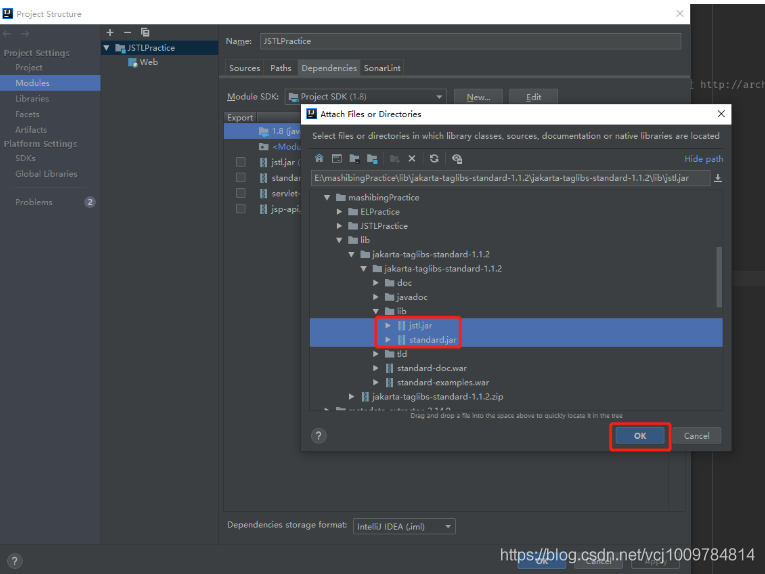 Project Structure
Project Settings
Project
Modules
Libraries
Facets
Artifacts
Platform Settings
SDKs
Global Libraries
Problems 2
JSTLPractice
Web
Name: JSTLPractice
Sources Paths Dependencies SonarLint
Module SDK: Project SDK (1.8) New... Edit
Export
1.8 (java
<Modu
jstl.jar (
standard
servlet-
jsp-api.
http://arch
Attach Files or Directories
Select files or directories in which library classes, sources, documentation or native libraries are located
Hide path
E:\mashibingPractice\lib\jakarta-taglibs-standard-1.1.2\jakarta-taglibs-standard-1.1.2\lib\jstl.jar
mashibingPractice
ELPractice
JSTLPractice
lib
jakarta-taglibs-standard-1.1.2
jakarta-taglibs-standard-1.1.2
doc
javadoc
lib
jstl.jar
standard.jar
tld
standard-doc.war
standard-examples.war
jakarta-taglibs-standard-1.1.2.zip
Drag and drop a file into the space above to quickly locate it in the tree
? OK Cancel
Dependencies storage format: IntelliJ IDEA (.iml)
https://blog.csdn.net/ycj1009784814
? OK Cancel Apply